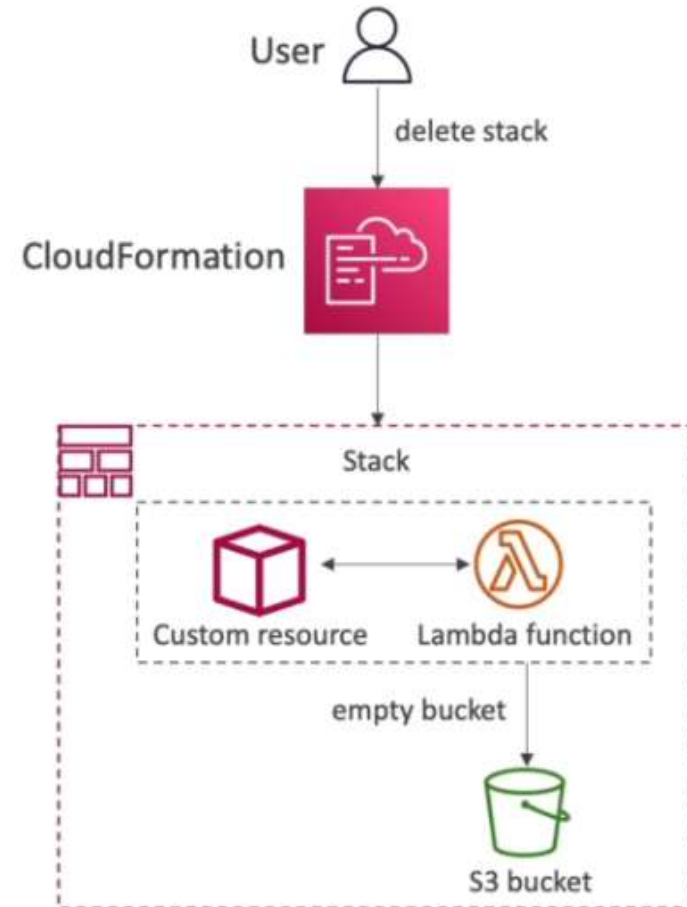 User
delete stack
CloudFormation
Stack
Custom resource
Lambda function
empty bucket
S3 bucket